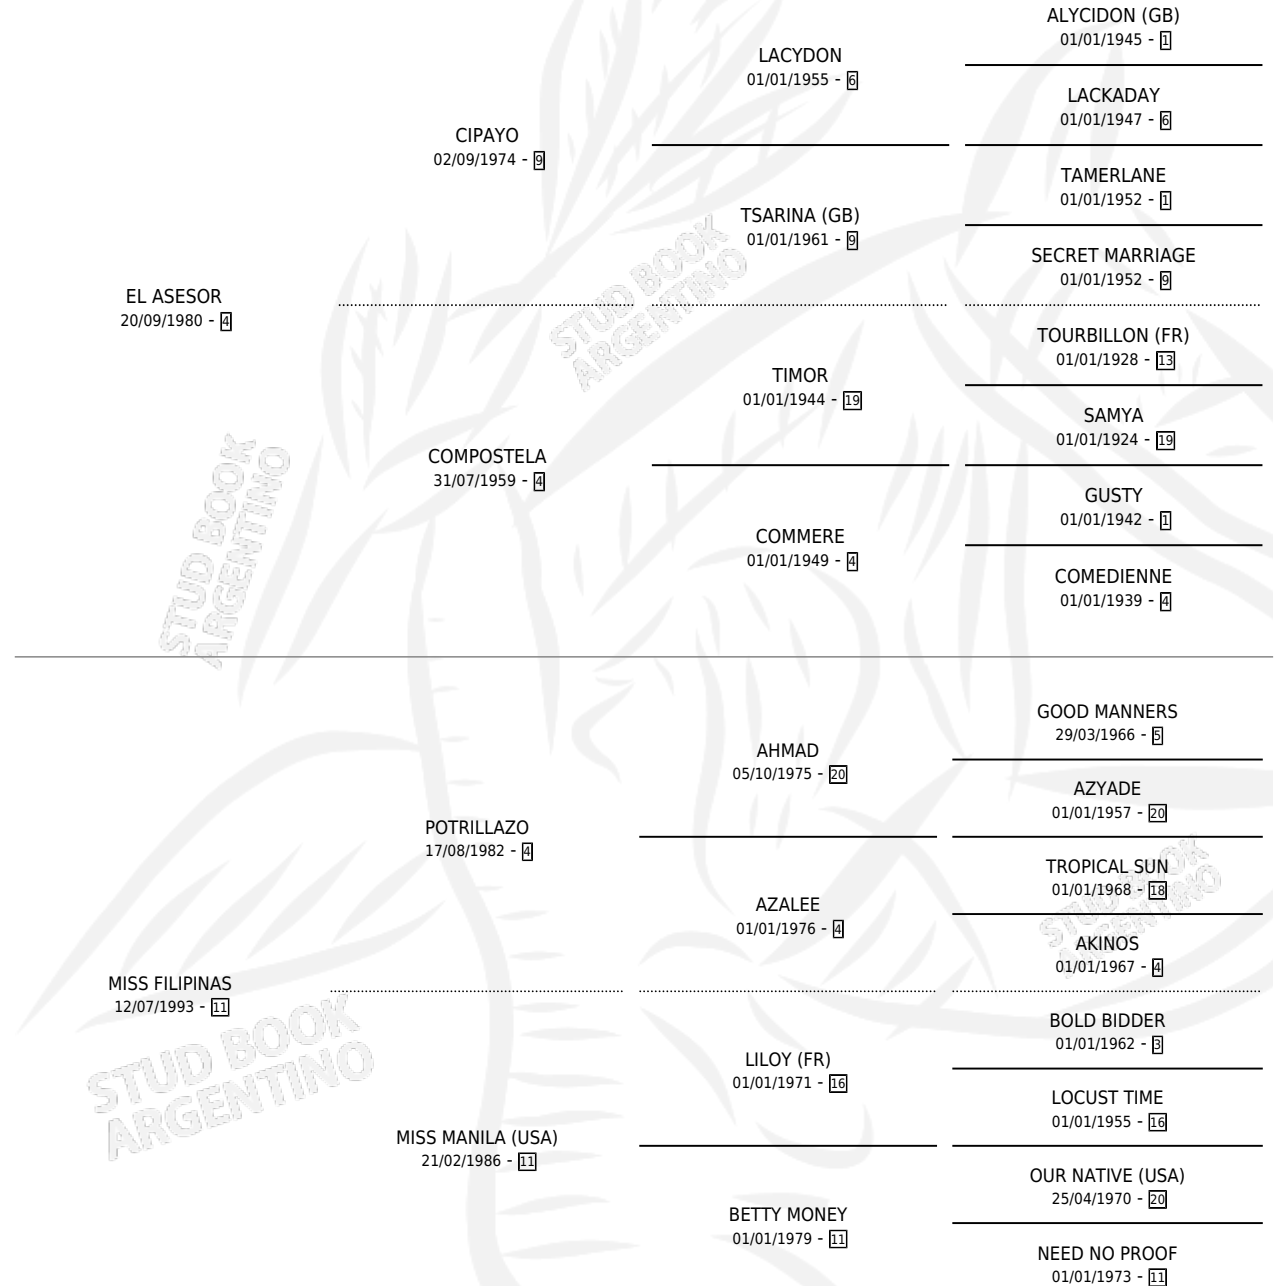 ALYCIDON (GB)
01/01/1945 - 1
LACYDON
01/01/1955 - 6
LACKADAY
01/01/1947 - 6
CIPAYO
02/09/1974 - 9
TAMERLANE
01/01/1952 - 1
TSARINA (GB)
01/01/1961 - 9
SECRET MARRIAGE
01/01/1952 - 9
EL ASESOR
20/09/1980 - 4
STUD BOOK
ARGENTINO
TOURBILLON (FR)
01/01/1928 - 13
TIMOR
01/01/1944 - 19
SAMYA
01/01/1924 - 19
COMPOSTELA
31/07/1959 - 4
GUSTY
01/01/1942 - 1
COMMERE
01/01/1949 - 4
COMEDIENNE
01/01/1939 - 4
STUD BOOK
ARGENTINO
GOOD MANNERS
29/03/1966 - 5
AHMAD
05/10/1975 - 20
AZYADE
01/01/1957 - 20
POTRILLAZO
17/08/1982 - 4
TROPICAL SUN
01/01/1968 - 18
AZALEE
01/01/1976 - 4
STUD BOOK
ARGENTINO
AKINOS
01/01/1967 - 4
MISS FILIPINAS
12/07/1993 - 11
BOLD BIDDER
01/01/1962 - 3
STUD BOOK
ARGENTINO
LILOY (FR)
01/01/1971 - 16
LOCUST TIME
01/01/1955 - 16
MISS MANILA (USA)
21/02/1986 - 11
OUR NATIVE (USA)
25/04/1970 - 20
BETTY MONEY
01/01/1979 - 11
NEED NO PROOF
01/01/1973 - 11